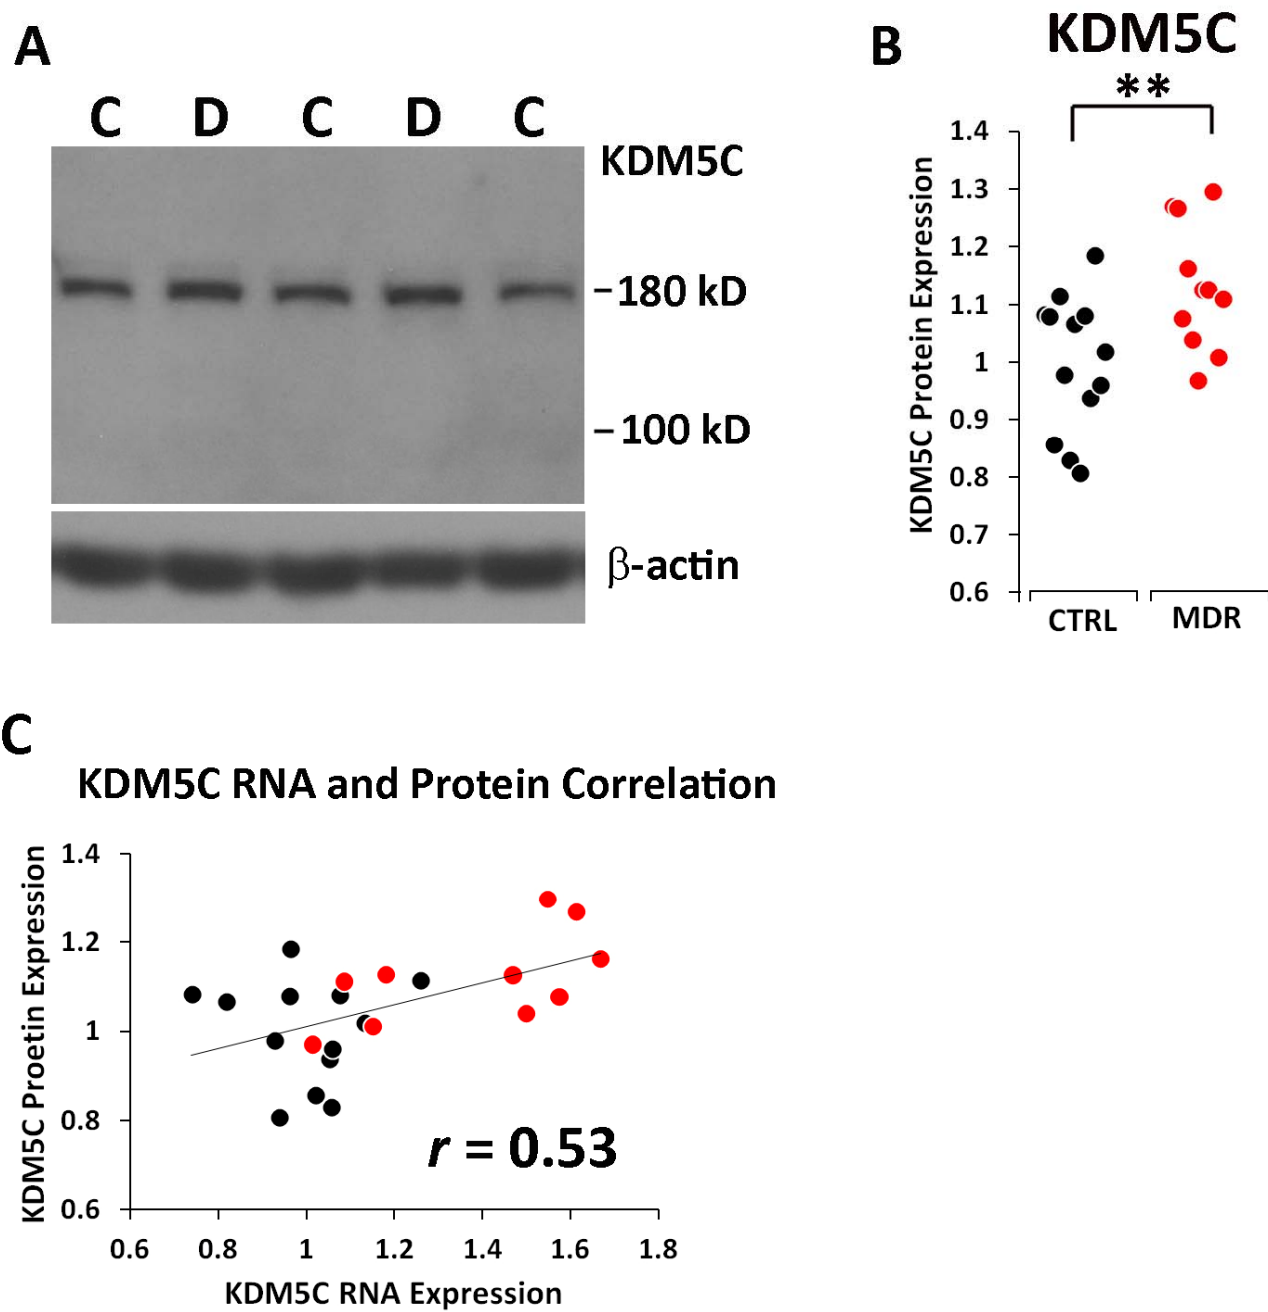 A
C D C D C
KDM5C
-180 kD
-100 kD
β-actin
B
KDM5C
**
KDM5C Protein Expression
1.4
1.3
1.2
1.1
1
0.9
0.8
0.7
0.6
CTRL MDR
C
KDM5C RNA and Protein Correlation
KDM5C Proetin Expression
1.4
1.2
1
0.8
0.6
r = 0.53
0.6 0.8 1 1.2 1.4 1.6 1.8
KDM5C RNA Expression